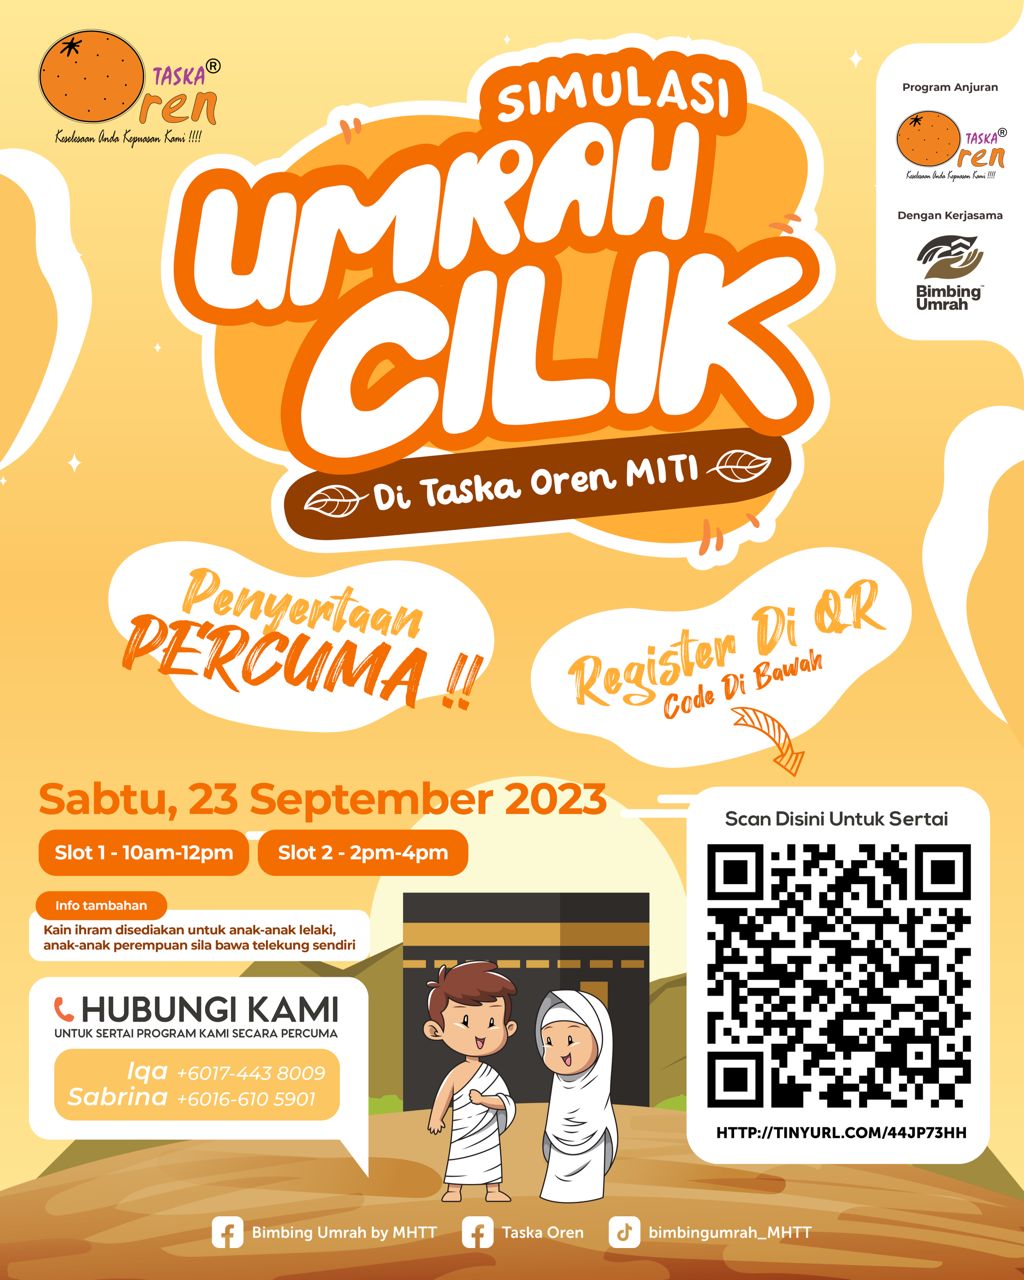 TASKA®
Oren
Keselesaan Anda Kepuasan Kami !!!!
SIMULASI
UMRAH
CILIK
Di Taska Oren MITI
Program Anjuran
TASKA®
Oren
Keselesaan Anda Kepuasan Kami !!!!
Dengan Kerjasama
Bimbing™
Umrah
Penyertaan
PERCUMA !!
Register Di QR
Code Di Bawah
Sabtu, 23 September 2023
Slot 1 - 10am-12pm
Slot 2 - 2pm-4pm
Info tambahan
Kain ihram disediakan untuk anak-anak lelaki,
anak-anak perempuan sila bawa telekung sendiri
HUBUNGI KAMI
UNTUK SERTAI PROGRAM KAMI SECARA PERCUMA
Iqa +6017-443 8009
Sabrina +6016-610 5901
Scan Disini Untuk Sertai
HTTP://TINYURL.COM/44JP73HH
Bimbing Umrah by MHTT
Taska Oren
bimbingumrah_MHTT